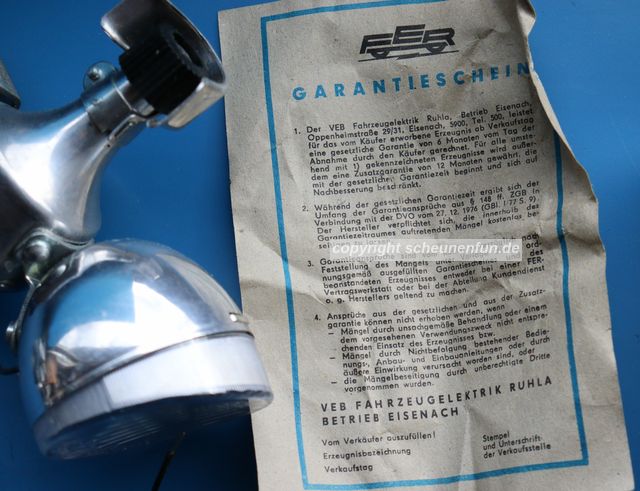 FER
GARANTIESCHEIN
1. Der VEB Fahrzeugelektrik Ruhla, Betrieb Eisenach,
Oppenheimstraße 29/31, Eisenach, 5900, Tel. 500, leistet
für das vom Käufer erworbene Erzeugnis ab Verkaufstag
eine gesetzliche Garantie von 6 Monaten vom Tag der
Abnahme durch den Käufer gerechnet. Für alle umste
hend mit 1) gekennzeichneten Erzeugnisse wird außer-
dem eine Zusatzgarantie von 12 Monaten gewährt, die
mit der gesetzlichen Garantiezeit beginnt und sich auf
Nachbesserung beschränkt.
2. Während der gesetzlichen Garantiezeit ergibt sich der
Umfang der Garantieansprüche aus § 148 ff. ZGB in
Verbindung mit der DVO vom 27. 12. 1976 (GBl. I/77 S. 9)
Der Hersteller verpflichtet sich, die innerhalb des
Garantiezeitraumes auftretenden Mängel kostenlos be
seitigen zu lassen.
copyright scheunenfun.de
3. Garantieansprüche sind nach
Feststellung des Mangels unter ord-
nungsgemäß ausgefüllten Garantiescheines
beanstandeten Erzeugnisses entweder bei einer FER-
Vertragswerkstatt oder bei der Abteilung Kundendienst
o. g. Herstellers geltend zu machen.
4. Ansprüche aus der gesetzlichen und aus der Zusatz-
garantie können nicht erhoben werden, wenn
— Mängel durch unsachgemäße Behandlung oder einem
dem vorgesehenen Verwendungszweck nicht entspre-
chenden Einsatz des Erzeugnisses bzw.
— Mängel durch Nichtbefolgung bestehender Bedie-
nungs-, Anbau- und Einbauanleitungen oder durch
äußere Einwirkung verursacht worden sind, oder
— die Mängelbeseitigung durch unberechtigte Dritte
vorgenommen wurden.
VEB FAHRZEUGELEKTRIK RUHLA
BETRIEB EISENACH
Vom Verkäufer auszufüllen!
Stempel
und Unterschrift
der Verkaufsstelle
Erzeugnisbezeichnung
Verkaufstag